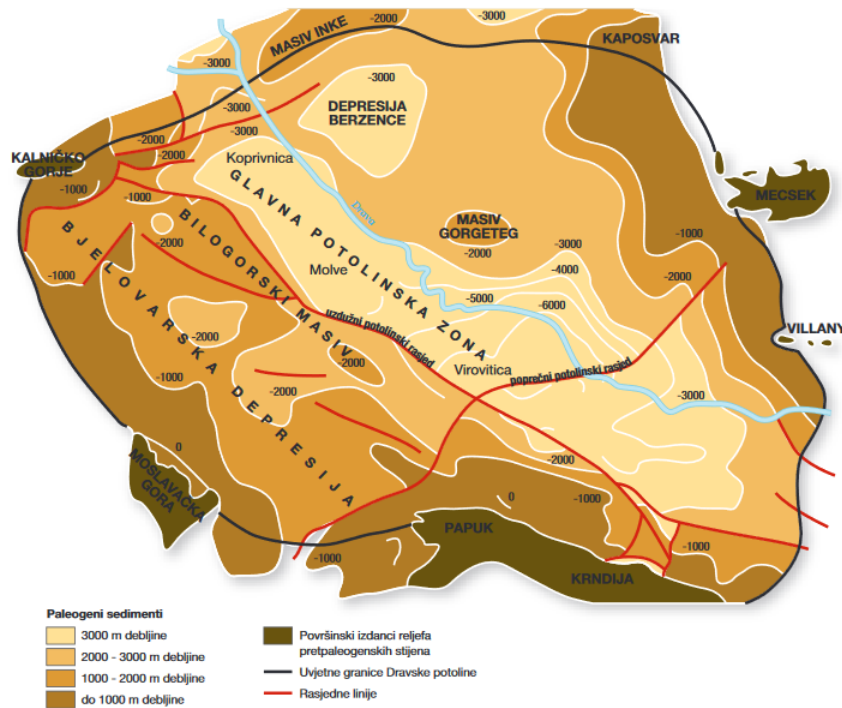 -2000
-3000
MASIV INKE
KAPOSVAR
-3000
-3000
-3000
DEPRESIJA
BERZENCE
-3000
-3000
-2000
KALNIČKO
GORJE
-2000
Koprivnica
-1000
-1000
MECSEK
GLAVNA POTOLINSKA ZONA
Drava
BILOGORSKI MASIV
BJELOVARSKA DEPRESIJA
MASIV
GORGETEG
-2000
-1000
-2000
-3000
-4000
-2000
Molve
-1000
-5000
-6000
uzdužni potolinski rasjed
VILLANY
-2000
-2000
Virovitica
poprečni potolinski rasjed
-1000
-2000
-3000
0
-2000
MOSLAVAČKA
GORA
0
-1000
PAPUK
-1000
-1000
KRNDIJA
Paleogeni sedimenti
3000 m debljine
2000 - 3000 m debljine
1000 - 2000 m debljine
do 1000 m debljine
Površinski izdanci reljefa
pretpaleogenskih stijena
Uvjetne granice Dravske potoline
Rasjedne linije